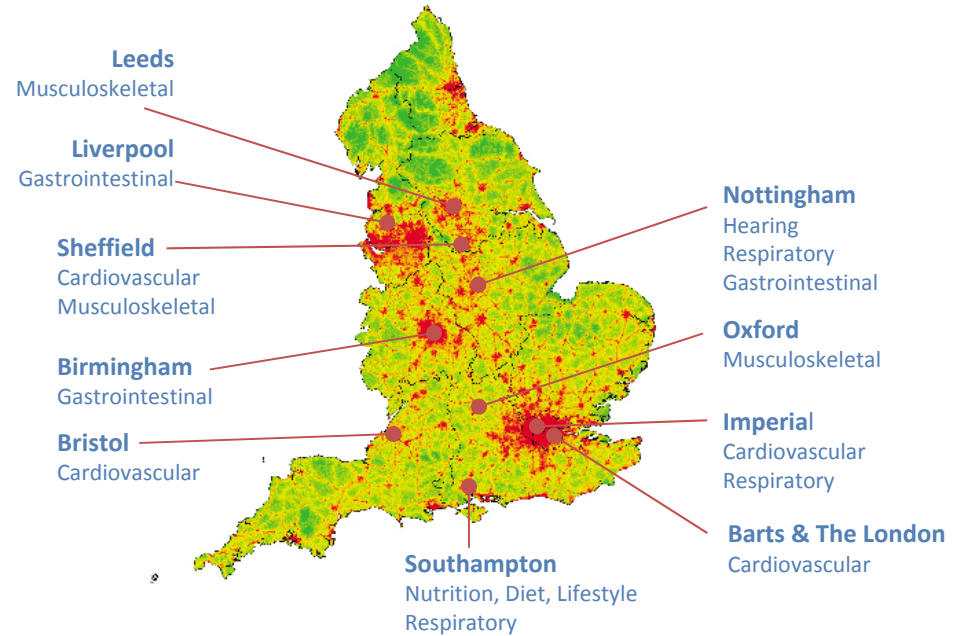 Leeds
Musculoskeletal
Liverpool
Gastrointestinal
Sheffield
Cardiovascular
Musculoskeletal
Birmingham
Gastrointestinal
Bristol
Cardiovascular
Nottingham
Hearing
Respiratory
Gastrointestinal
Oxford
Musculoskeletal
Imperial
Cardiovascular
Respiratory
Barts & The London
Cardiovascular
Southampton
Nutrition, Diet, Lifestyle
Respiratory